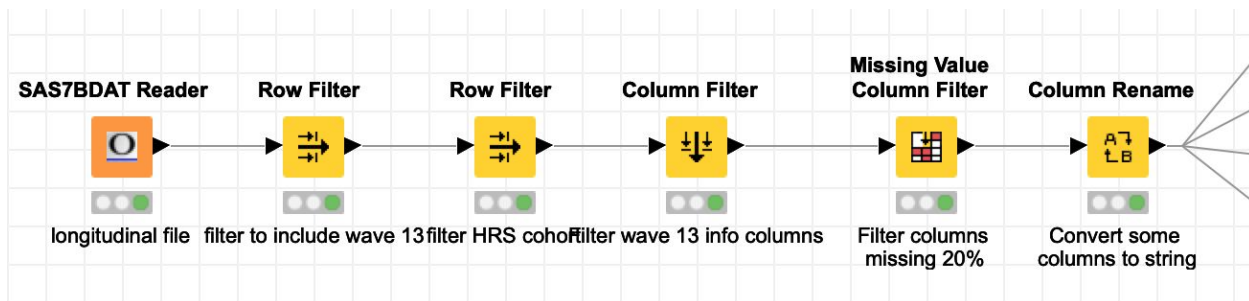 SAS7BDAT Reader
Row Filter
Row Filter
Column Filter
Missing Value
Column Filter
Column Rename
O
A
B
longitudinal file
filter to include wave 13
filter HRS cohort
filter wave 13 info columns
Filter columns
missing 20%
Convert some
columns to string